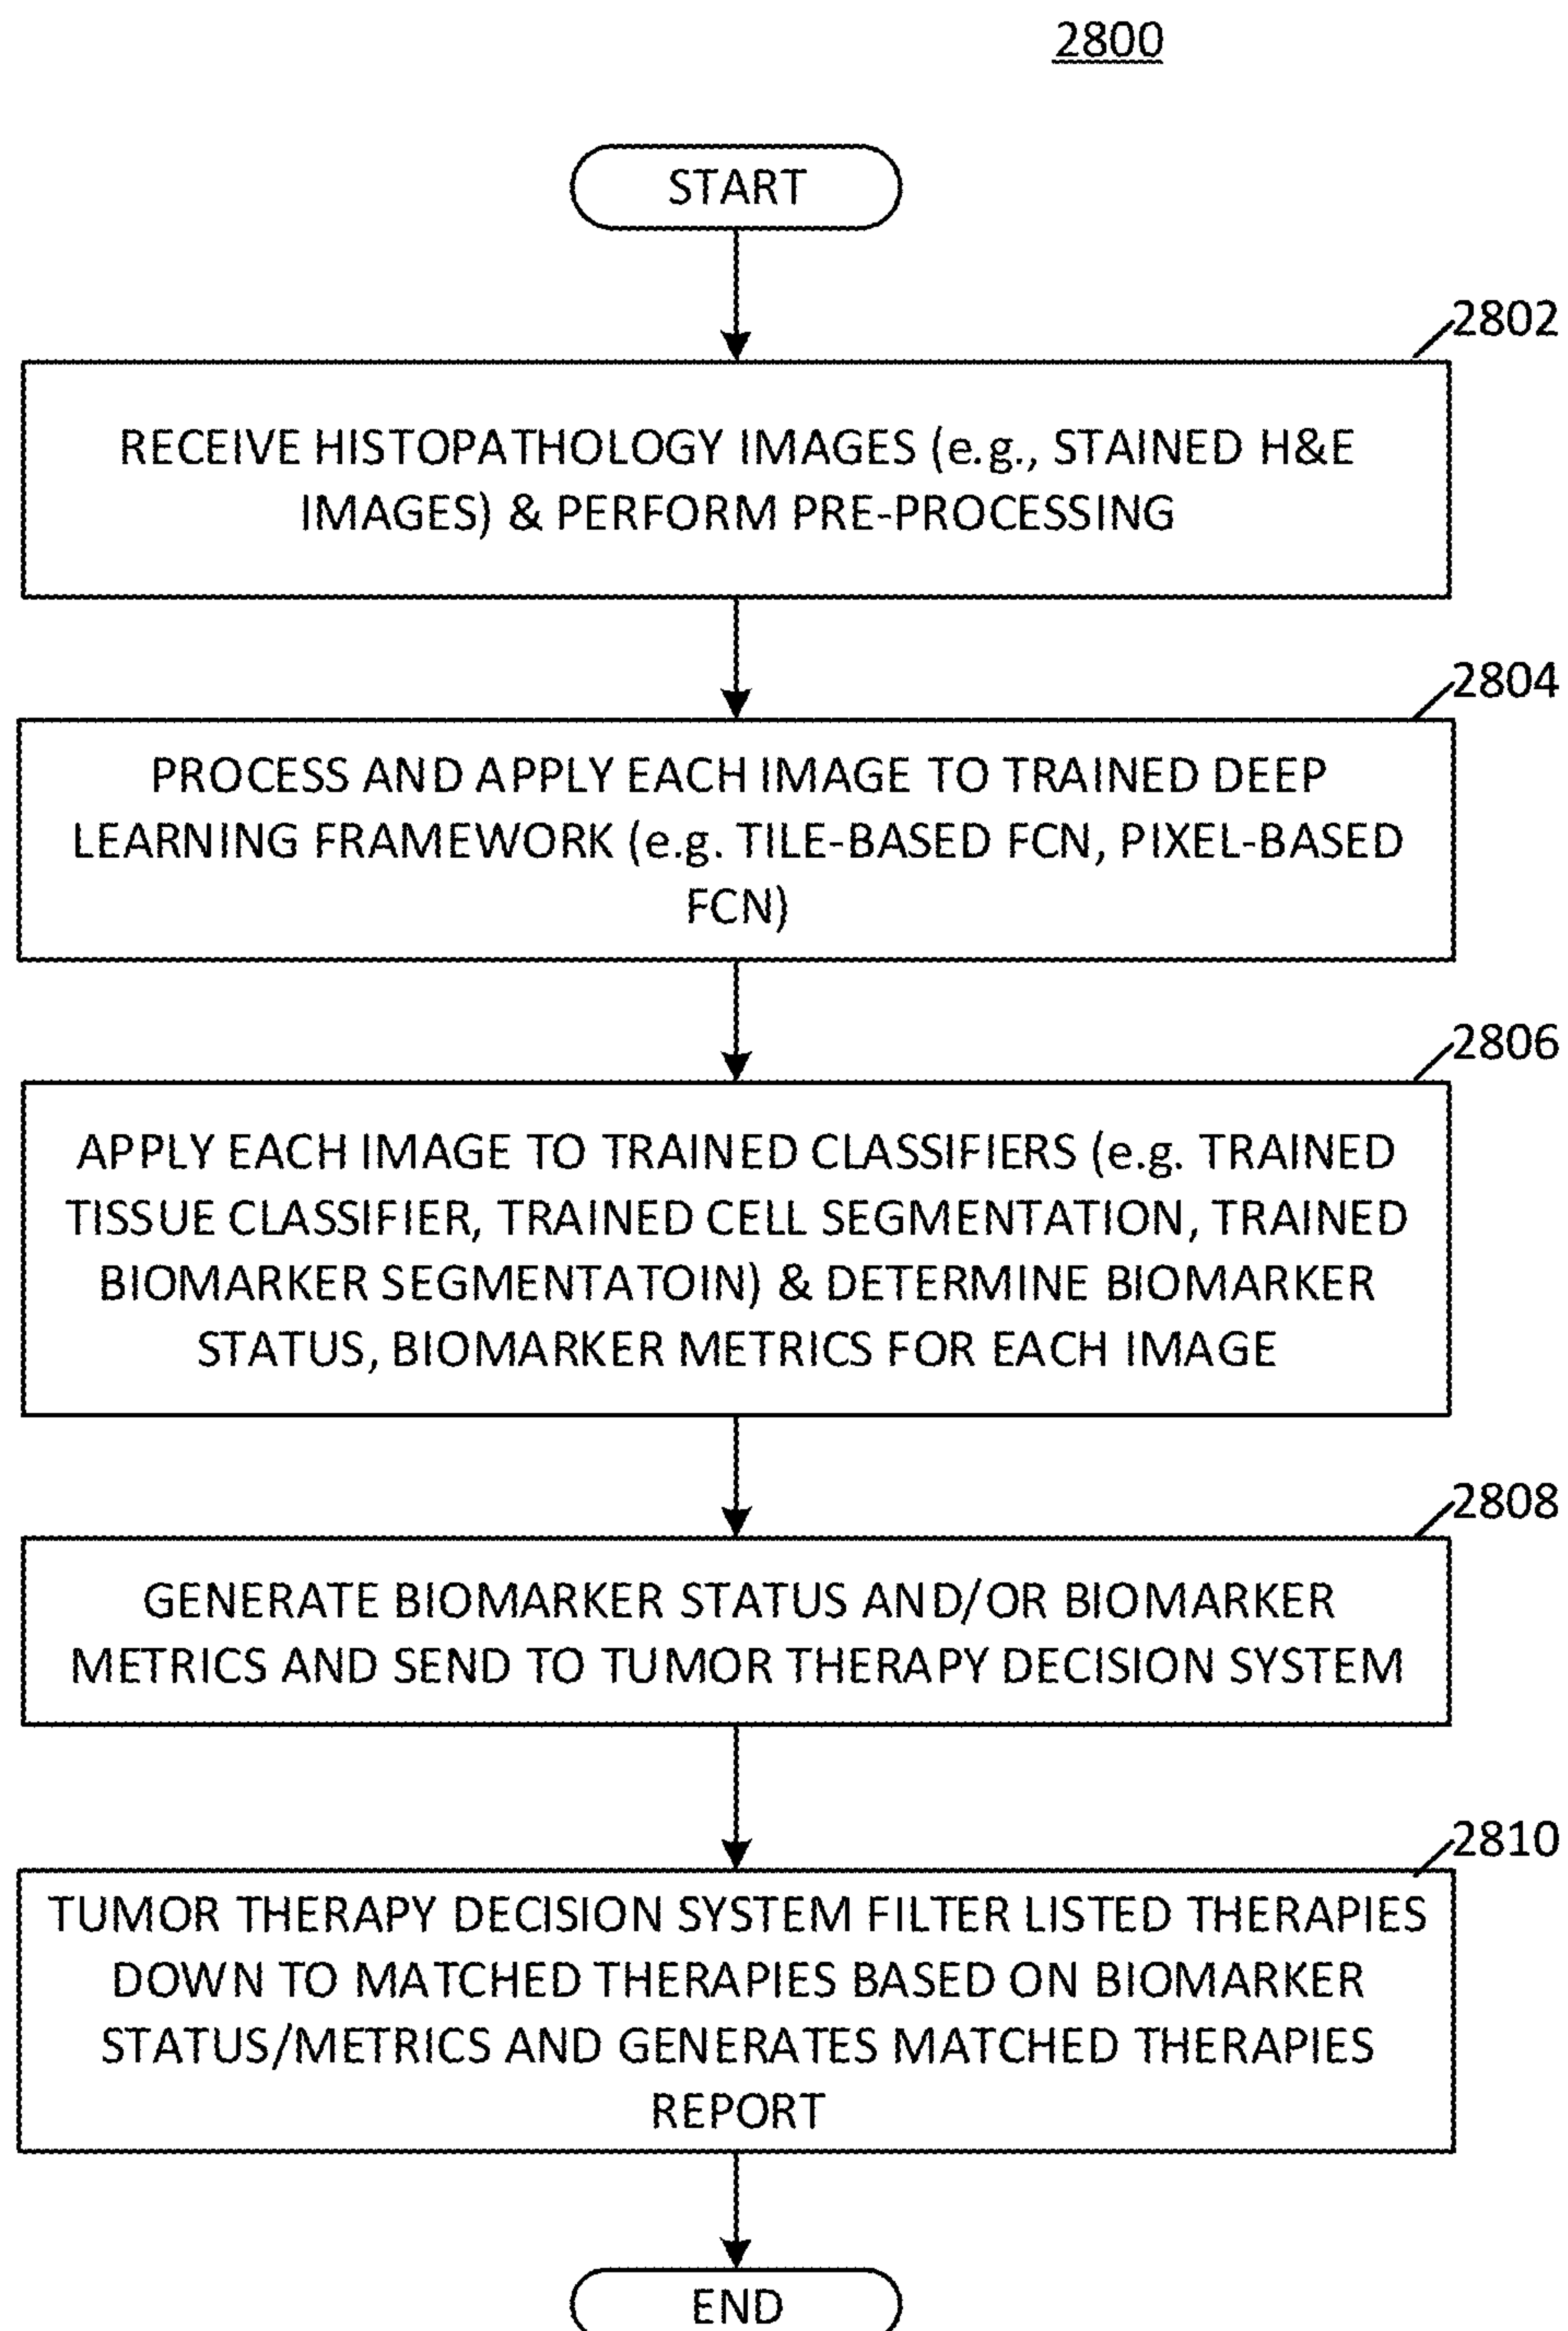 2800
START
2802
RECEIVE HISTOPATHOLOGY IMAGES (e.g., STAINED H&E
IMAGES) & PERFORM PRE-PROCESSING
2804
PROCESS AND APPLY EACH IMAGE TO TRAINED DEEP
LEARNING FRAMEWORK (e.g. TILE-BASED FCN, PIXEL-BASED
FCN)
2806
APPLY EACH IMAGE TO TRAINED CLASSIFIERS (e.g. TRAINED
TISSUE CLASSIFIER, TRAINED CELL SEGMENTATION, TRAINED
BIOMARKER SEGMENTATOIN) & DETERMINE BIOMARKER
STATUS, BIOMARKER METRICS FOR EACH IMAGE
2808
GENERATE BIOMARKER STATUS AND/OR BIOMARKER
METRICS AND SEND TO TUMOR THERAPY DECISION SYSTEM
2810
TUMOR THERAPY DECISION SYSTEM FILTER LISTED THERAPIES
DOWN TO MATCHED THERAPIES BASED ON BIOMARKER
STATUS/METRICS AND GENERATES MATCHED THERAPIES
REPORT
END